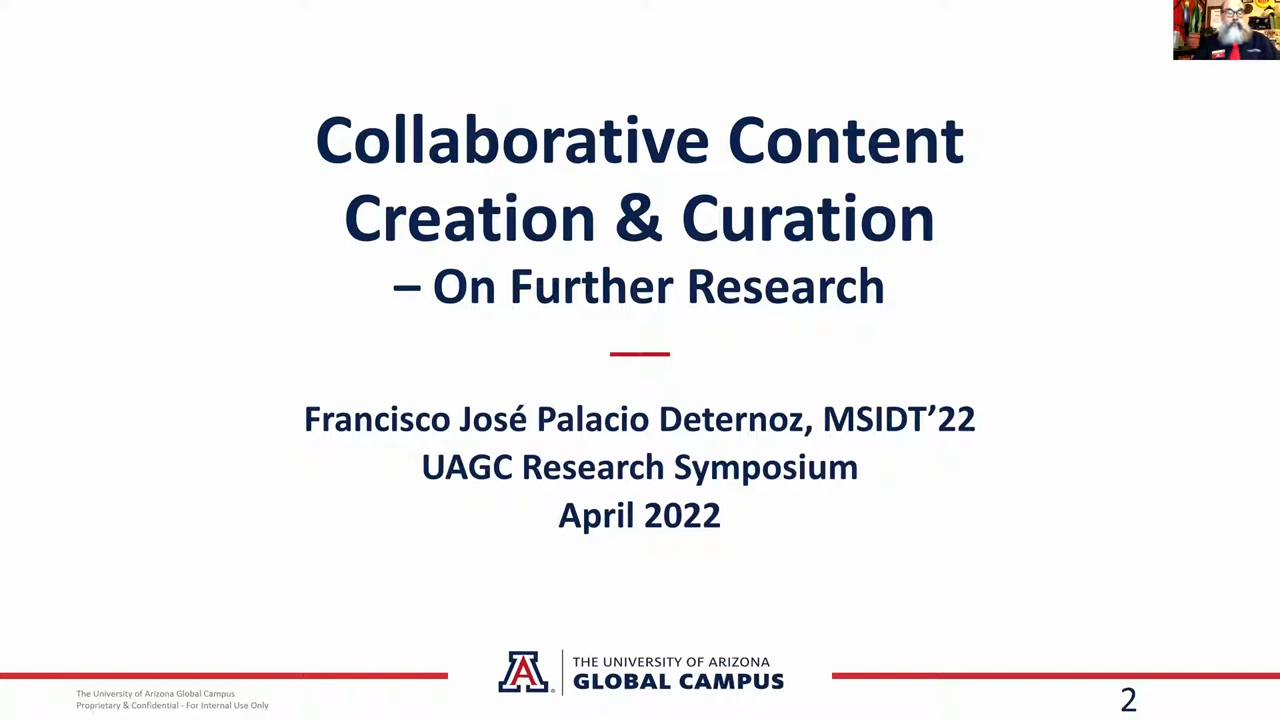 Collaborative Content
Creation & Curation
– On Further Research
Francisco José Palacio Deternoz, MSIDT’22
UAGC Research Symposium
April 2022
THE UNIVERSITY OF ARIZONA
GLOBAL CAMPUS
The University of Arizona Global Campus
Proprietary & Confidential - For Internal Use Only
2